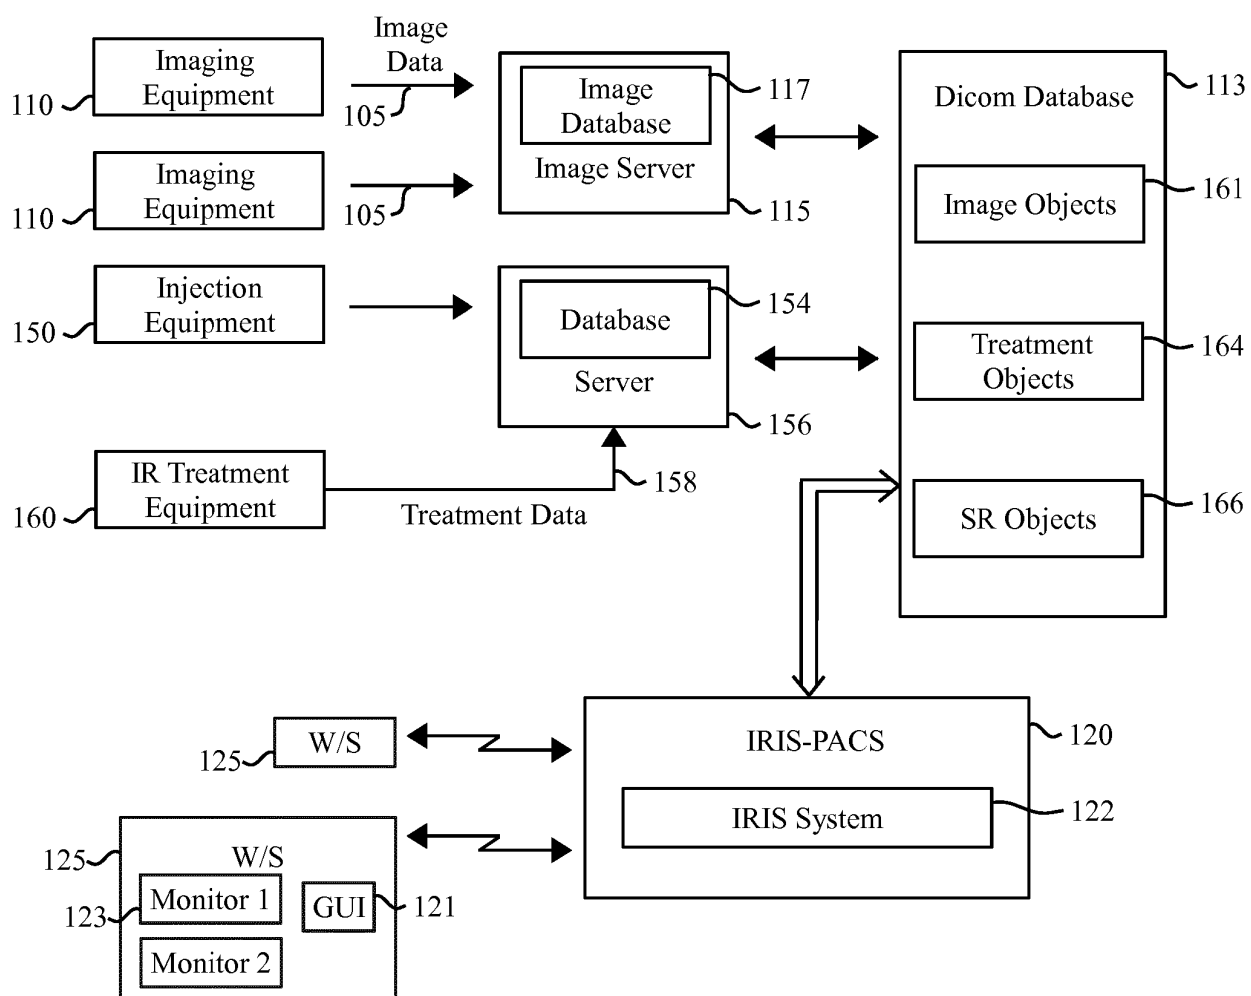 Image
Data
Imaging
Equipment
110
105
Image
Database
117
Image Server
115
Imaging
Equipment
110
105
Dicom Database
113
Image Objects
161
Injection
Equipment
150
Database
154
Server
156
Treatment
Objects
164
IR Treatment
Equipment
160
Treatment Data
158
SR Objects
166
W/S
125
IRIS-PACS
120
IRIS System
122
125
W/S
Monitor 1
123
GUI
121
Monitor 2